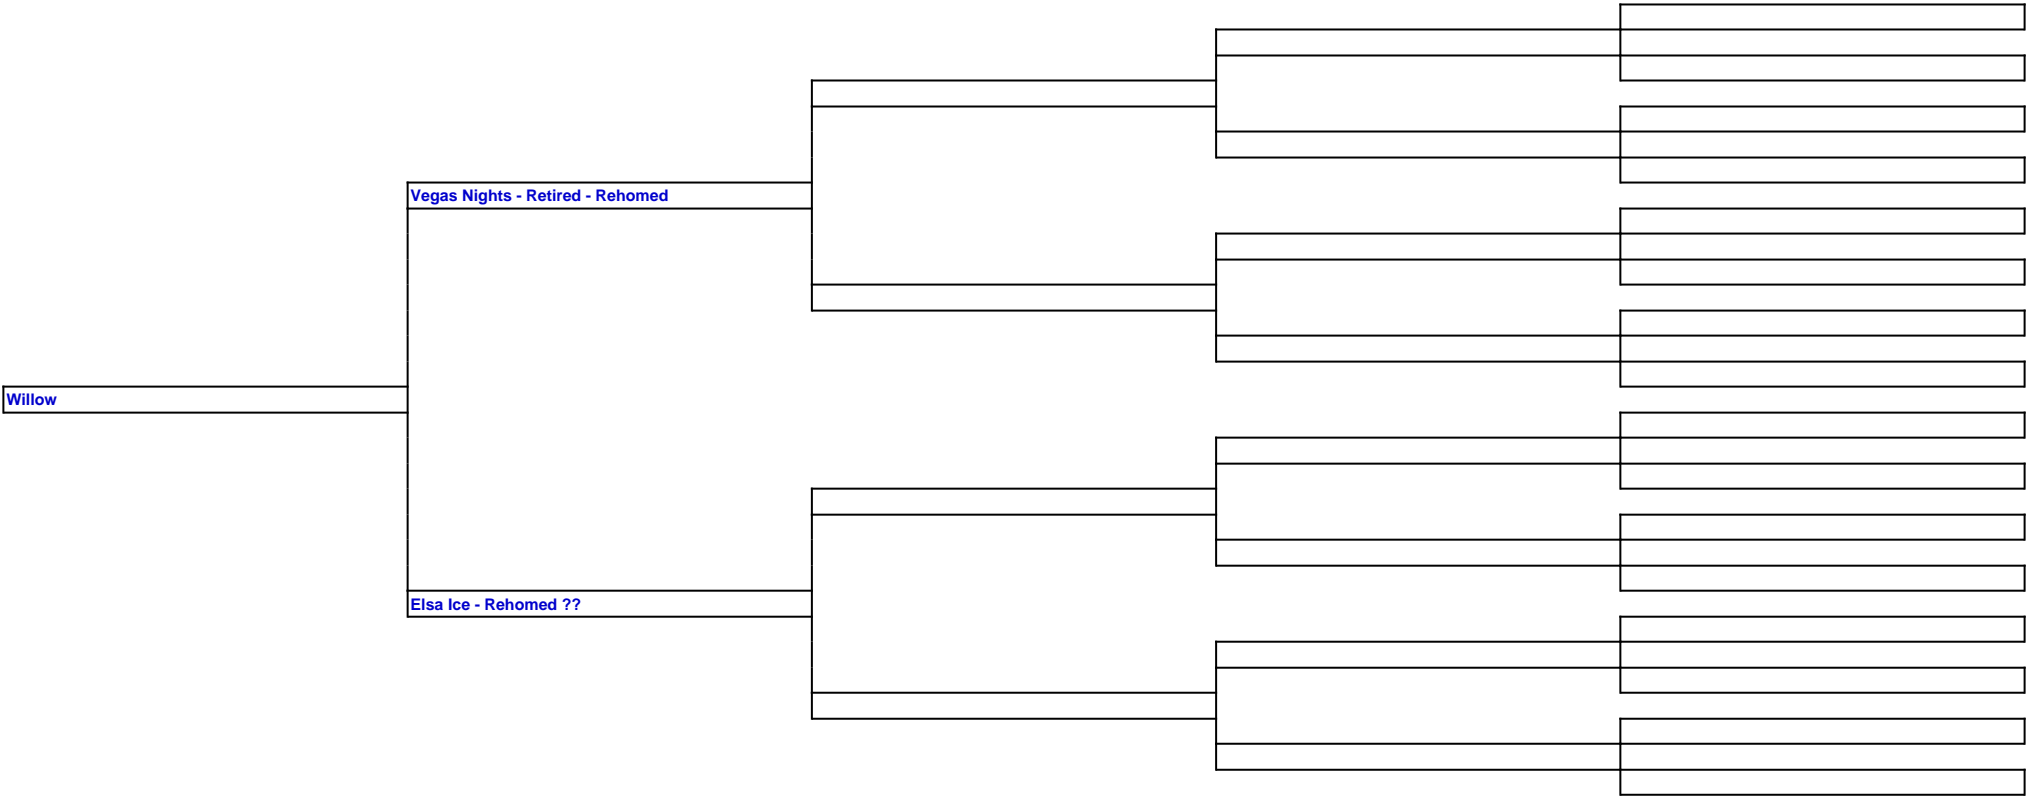 Vegas Nights - Retired - Rehomed
Willow
Elsa Ice - Rehomed ??